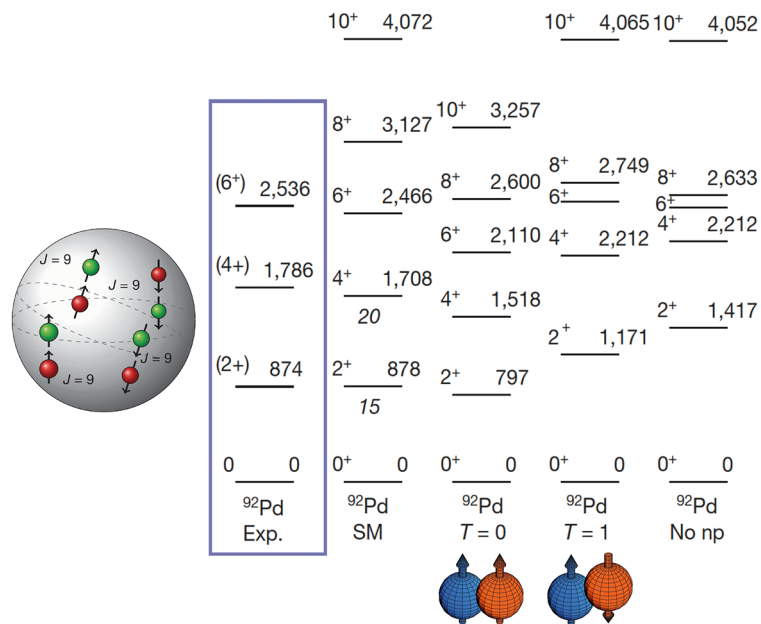 J = 9
J = 9
J = 9
J = 9
(6+) 2,536
(4+) 1,786
(2+) 874
0 0
⁹²Pd
Exp.
10⁺ 4,072
8⁺ 3,127
6⁺ 2,466
4⁺ 1,708
20
2⁺ 878
15
0⁺ 0
⁹²Pd
SM
10⁺ 3,257
8⁺ 2,600
6⁺ 2,110
4⁺ 1,518
2⁺ 797
0⁺ 0
⁹²Pd
T = 0
4,065
8⁺ 2,749
6⁺
4⁺ 2,212
2⁺ 1,171
0⁺ 0
⁹²Pd
T = 1
10⁺ 4,052
8⁺ 2,633
6⁺
4⁺ 2,212
2⁺ 1,417
0⁺ 0
⁹²Pd
No np